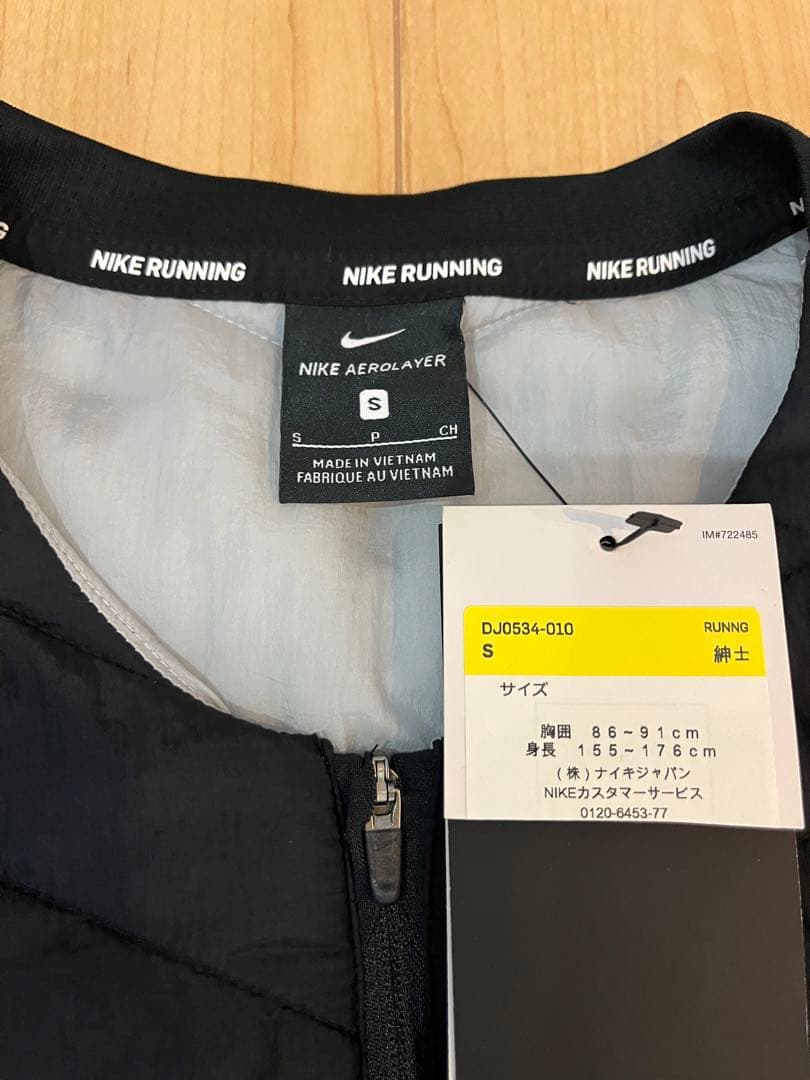 NIKE RUNNING
NIKE RUNNING
NIKE RUNNING
NIKE AEROLAYER
S
S P CH
MADE IN VIETNAM
FABRIQUE AU VIETNAM
IM#722485
DJ0534-010 RUNNG
S 紳士
サイズ
胸囲 86~91cm
身長 155~176cm
(株)ナイキジャパン
NIKEカスタマーサービス
0120-6453-77